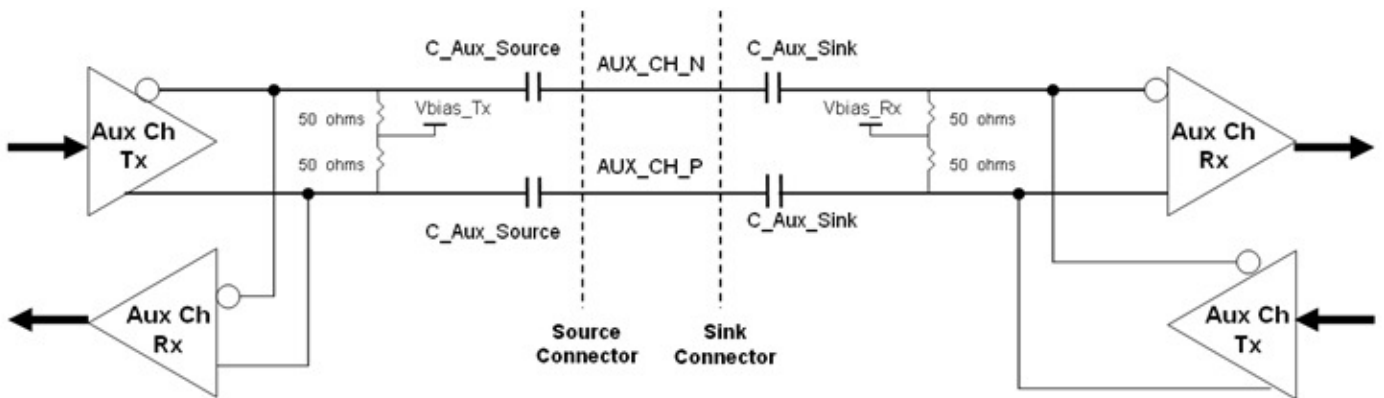 C_Aux_Source
C_Aux_Sink
AUX_CH_N
Aux Ch
Tx
50 ohms
Vbias_Tx
50 ohms
Vbias_Rx
50 ohms
50 ohms
Aux Ch
Rx
AUX_CH_P
C_Aux_Source
C_Aux_Sink
Aux Ch
Rx
Source
Connector
Sink
Connector
Aux Ch
Tx